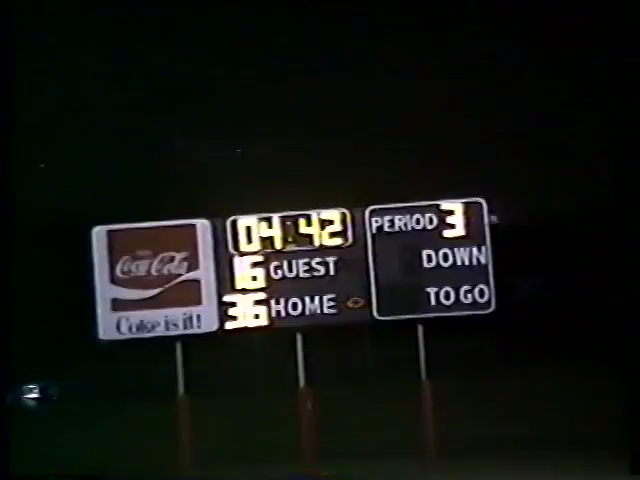 Coca-Cola
Coke is it!
04:42
16 GUEST
36 HOME
PERIOD 3
DOWN
TO GO